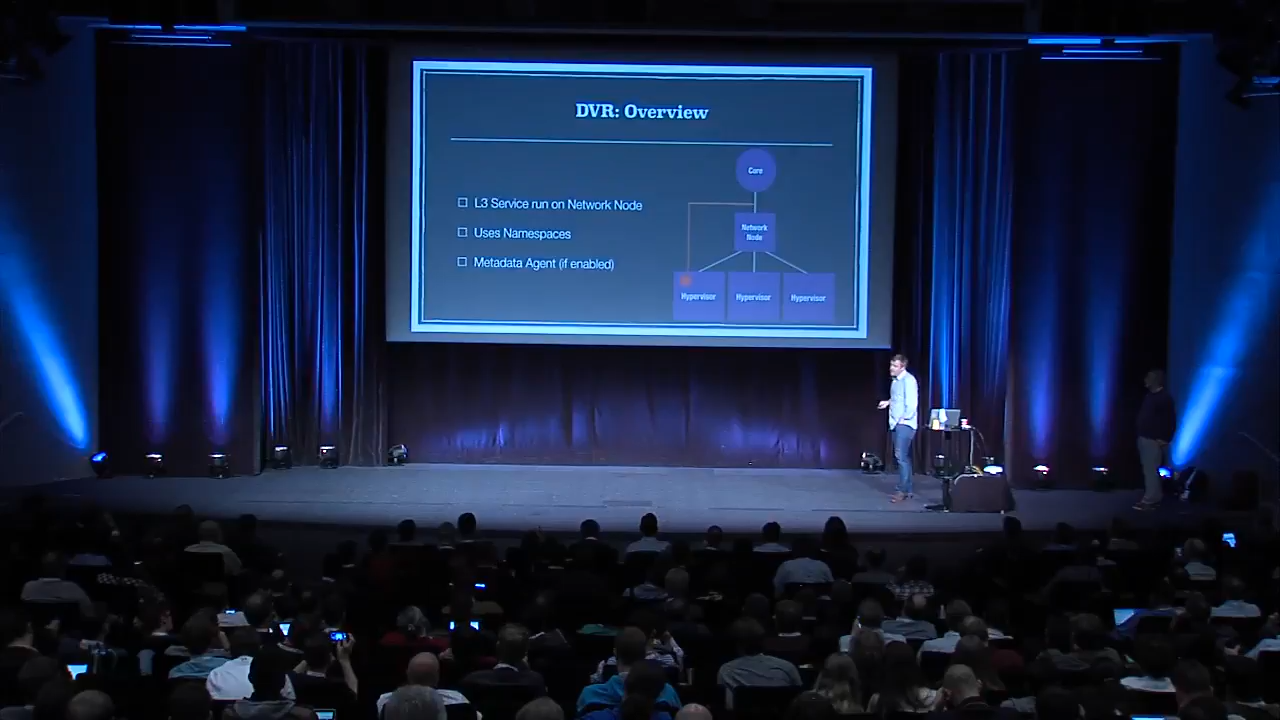 DVR: Overview
L3 Service run on Network Node
Uses Namespaces
Metadata Agent (if enabled)
Core
Network
Node
Hypervisor
Hypervisor
Hypervisor